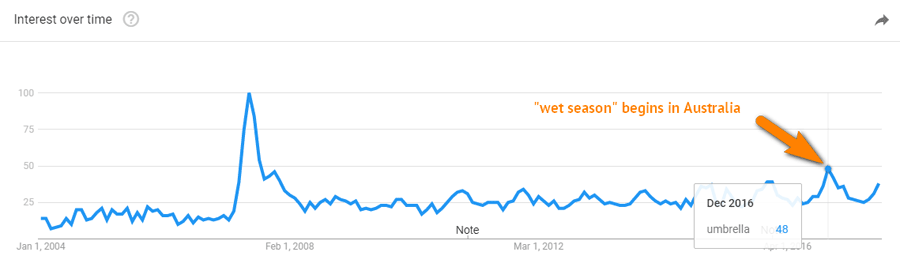 Interest over time ?
100
"wet season" begins in Australia
75
50
25
Dec 2016
umbrella 48
Note
Jan 1, 2004 Feb 1, 2008 Mar 1, 2012 Apr 1, 2016